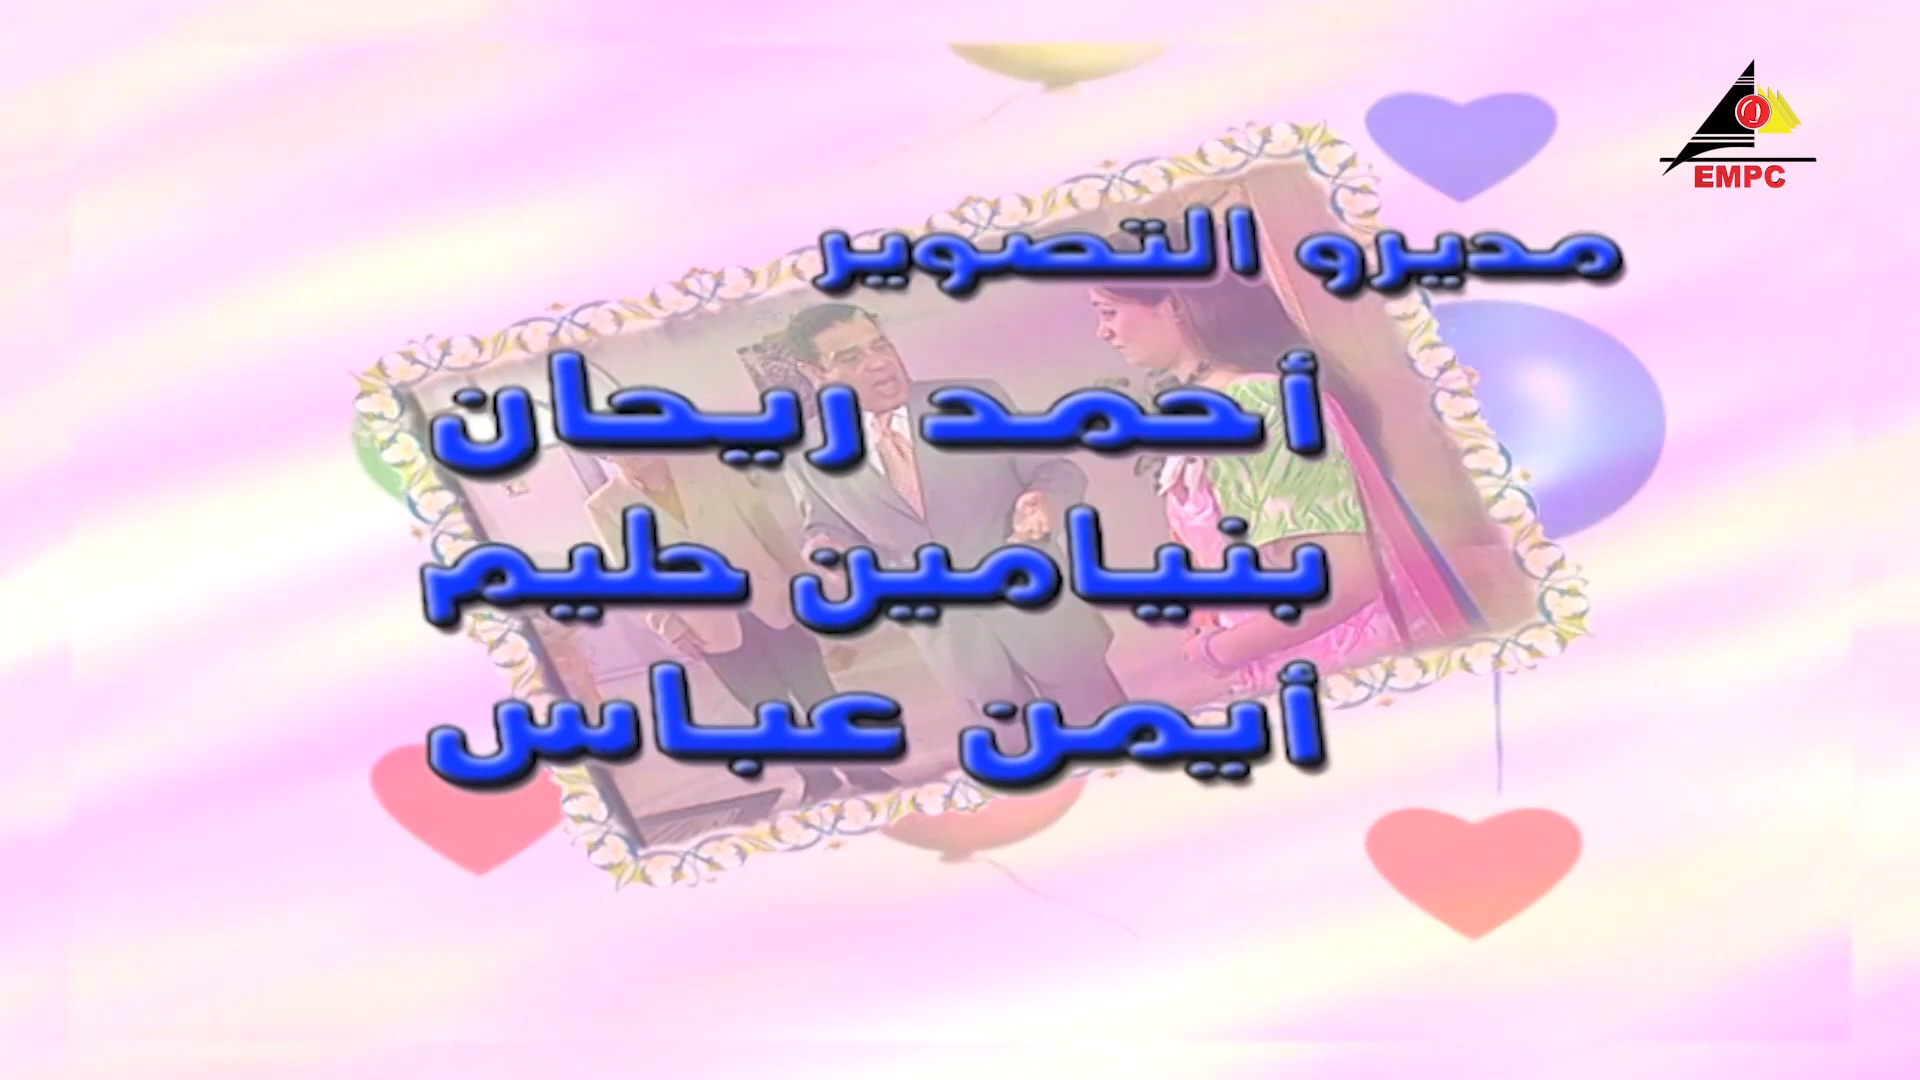 EMPC
مديرو التصوير
أحمد ريحان
بنيامين حليم
أيمن عباس